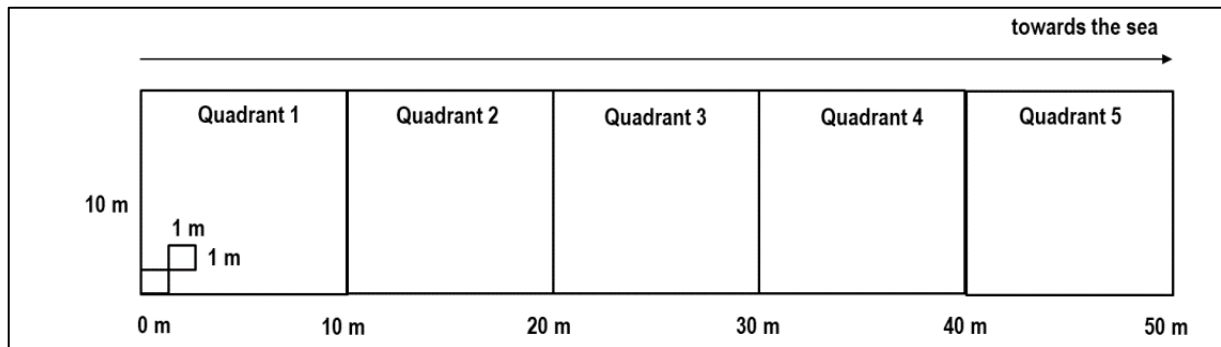 towards the sea
Quadrant 1 Quadrant 2 Quadrant 3 Quadrant 4 Quadrant 5
10 m
1 m
1 m
0 m 10 m 20 m 30 m 40 m 50 m